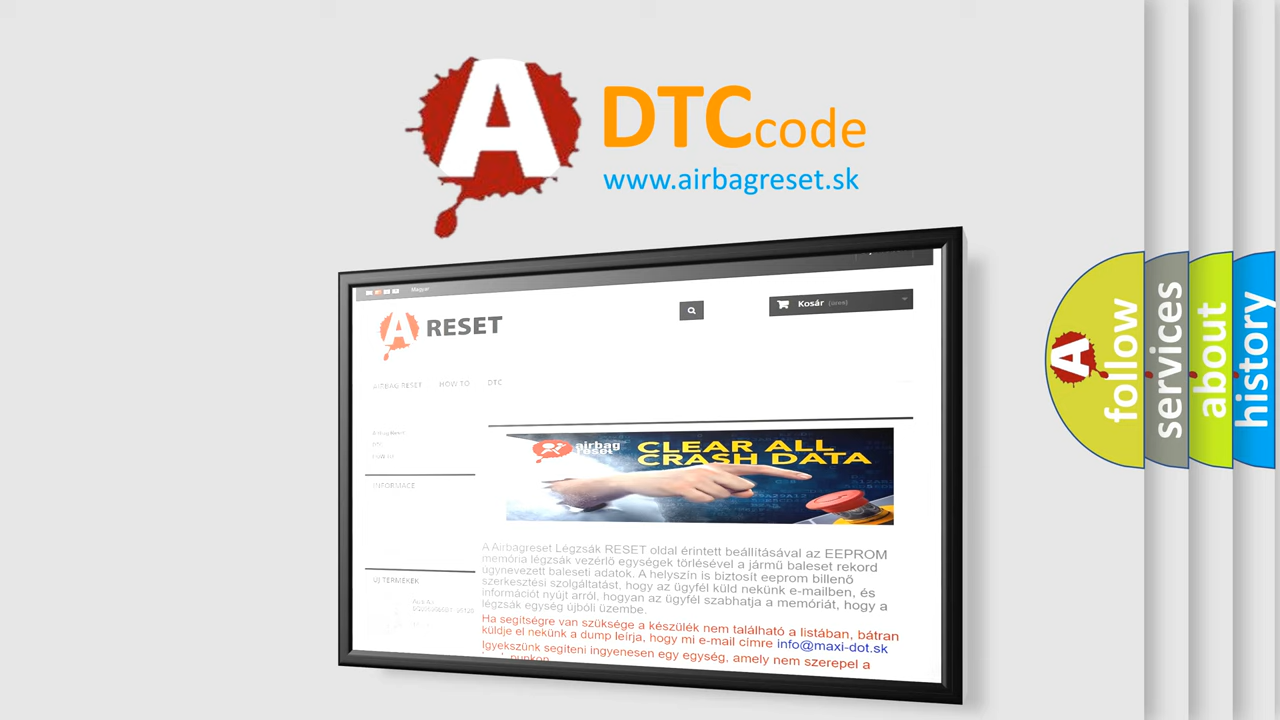 A
DTCcode
www.airbagreset.sk
Magyar
A RESET
Kosár (üres)
AIRBAG RESET HOW TO DTC
DTC
INFORMACE
airbag
reset
CLEAR ALL
CRASH DATA
A Airbagreset Légzsák RESET oldal érintett beállításával az EEPROM
memória légzsák vezérlő egységek törlésével a jármű baleset rekord
úgynevezett baleseti adatok. A helyszín is biztosít eeprom billenő
szerkesztési szolgáltatást, hogy az ügyfél küld nekünk e-mailben, és
információt nyújt arról, hogyan az ügyfél szabhatja a memóriát, hogy a
légzsák egység újbóli üzembe.
Ha segítségre van szüksége a készülék nem található a listában, bátran
küldje el nekünk a dump leírja, hogy mi e-mail címre info@maxi-dot.sk
Igyekszünk segíteni ingyenesen egy egység, amely nem szerepel a
ÚJ TERMÉKEK
A
follow
services
about
history